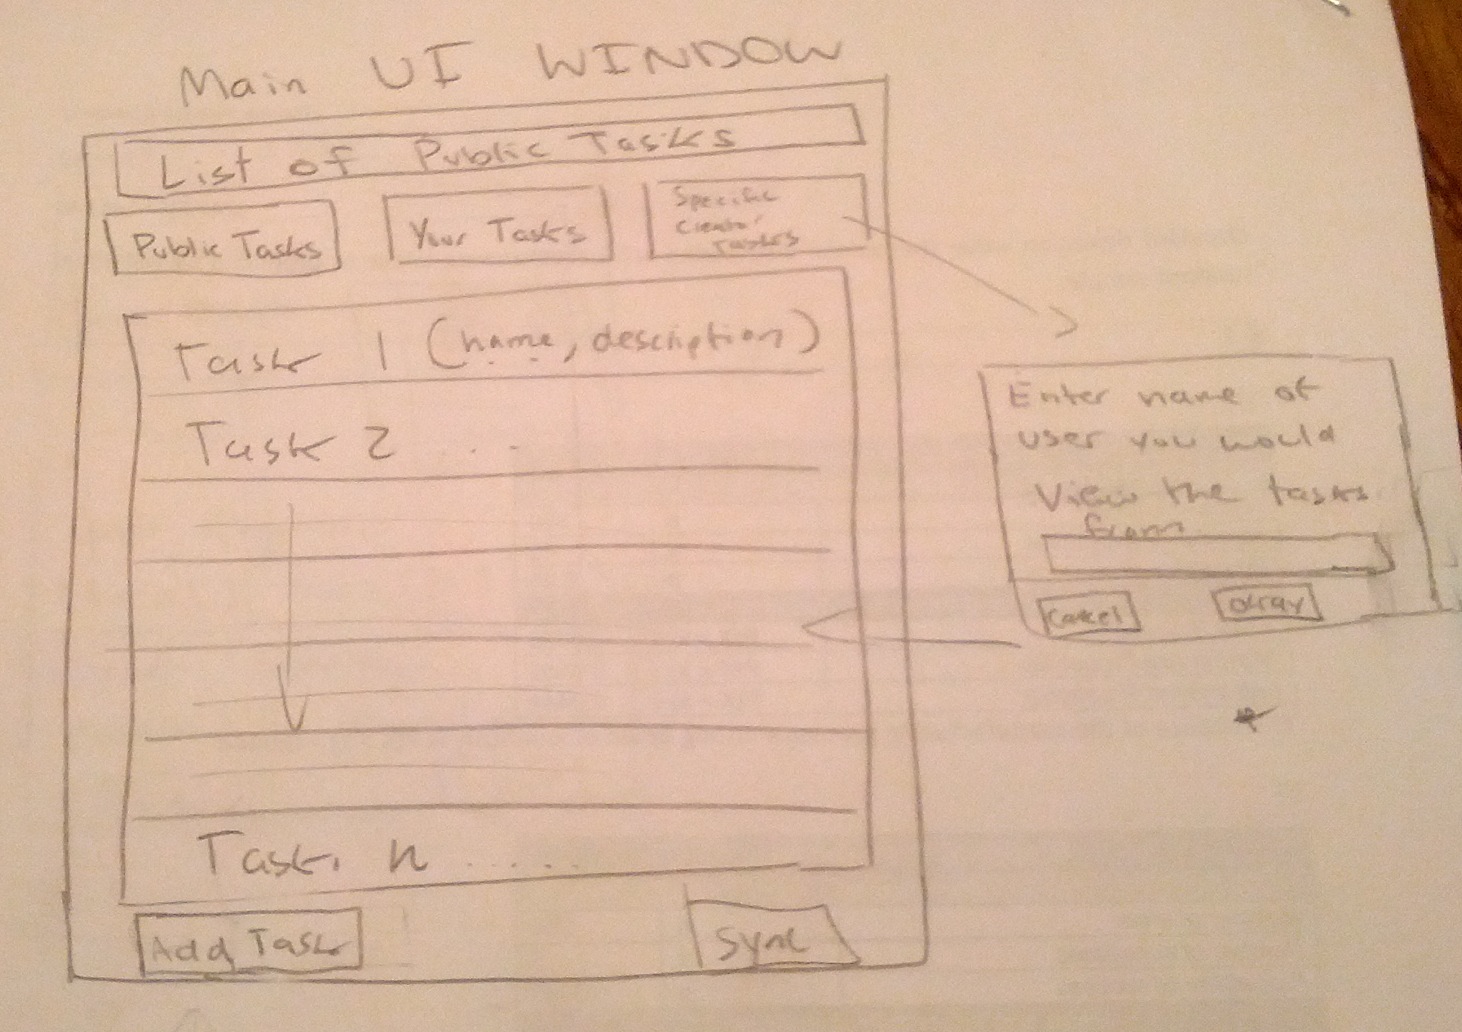 Main UI WINDOW
List of Public Tasks
Public Tasks
Your Tasks
Specific
Creator
Tasks
Task 1 (name, description)
Task 2 ...
Task n .....
Add Task
Sync
Enter name of
user you would
View the tasks
from
Cancel
Okay